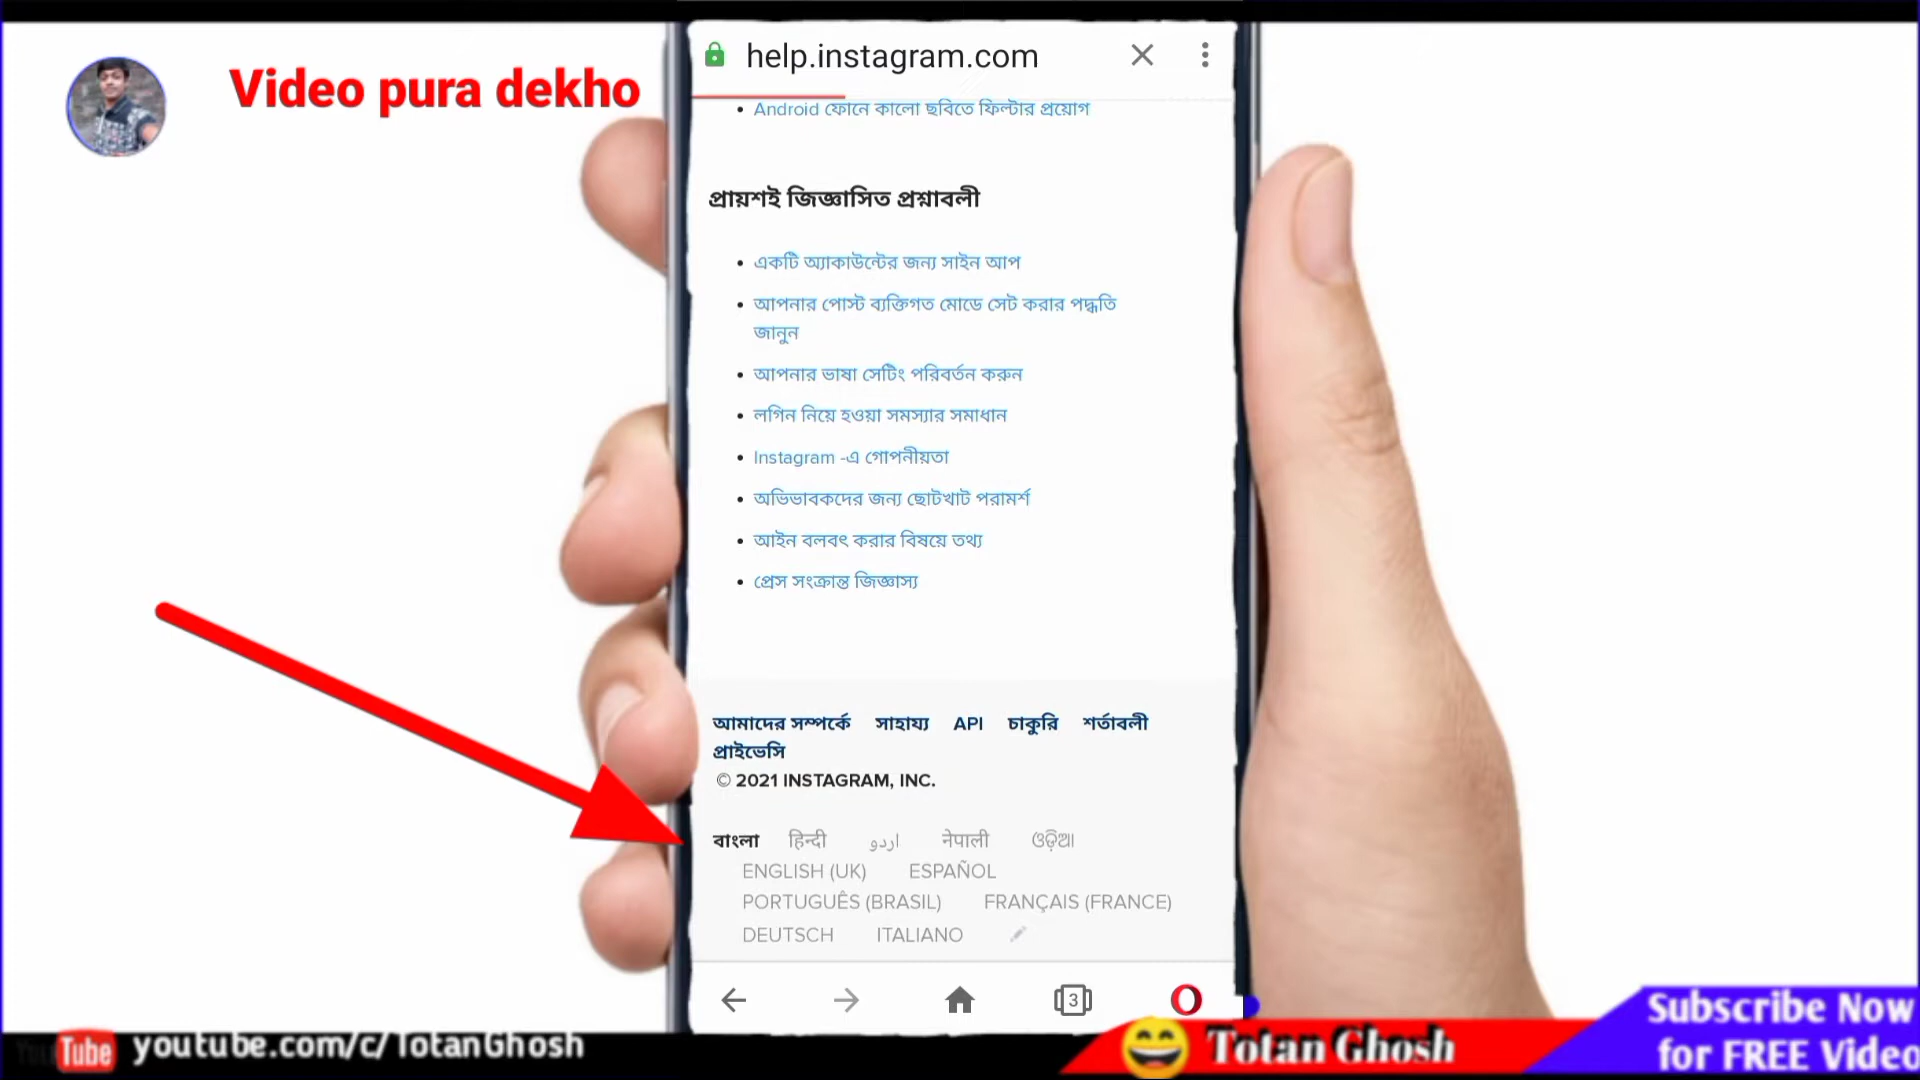 Video pura dekho
help.instagram.com
Android ফোনে কালো ছবিতে ফিল্টার প্রয়োগ
প্রায়শই জিজ্ঞাসিত প্রশ্নাবলী
একটি অ্যাকাউন্টের জন্য সাইন আপ
আপনার পোস্ট ব্যক্তিগত মোডে সেট করার পদ্ধতি
জানুন
আপনার ভাষা সেটিং পরিবর্তন করুন
লগিন নিয়ে হওয়া সমস্যার সমাধান
Instagram -এ গোপনীয়তা
অভিভাবকদের জন্য ছোটখাট পরামর্শ
আইন বলবৎ করার বিষয়ে তথ্য
প্রেস সংক্রান্ত জিজ্ঞাস্য
আমাদের সম্পর্কে সাহায্য API চাকুরি শর্তাবলী
প্রাইভেসি
© 2021 INSTAGRAM, INC.
বাংলা हिन्दी اردو नेपाली ଓଡ଼ିଆ
ENGLISH (UK) ESPAÑOL
PORTUGUÊS (BRASIL) FRANÇAIS (FRANCE)
DEUTSCH ITALIANO
3
You Tube youtube.com/c/TotanGhosh
Totan Ghosh
Subscribe Now
for FREE Video